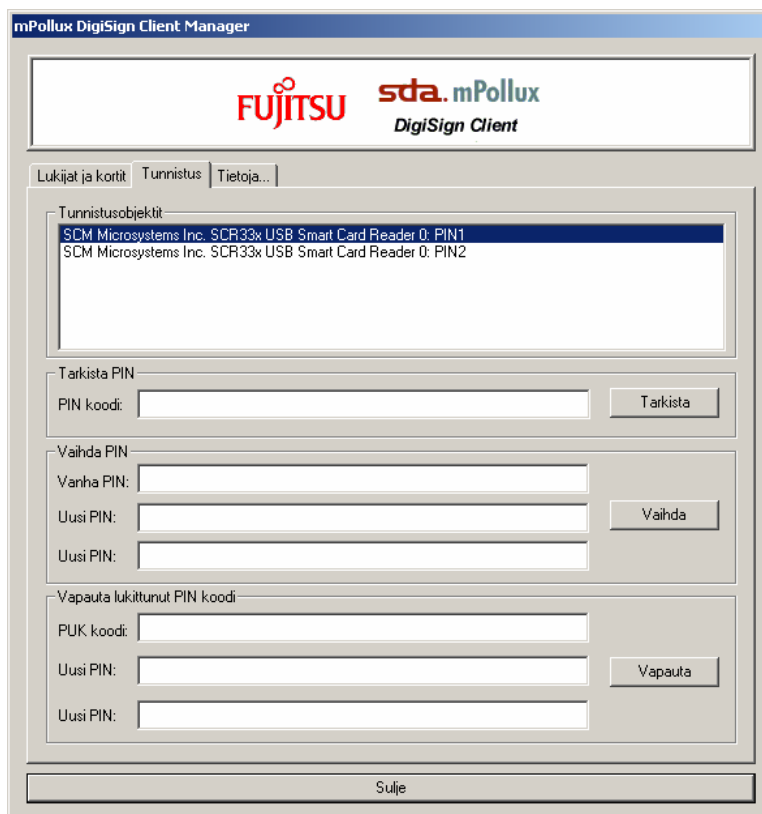 mPollux DigiSign Client Manager
FUJITSU
sda. mPollux
DigiSign Client
Lukijat ja kortit
Tunnistus
Tietoja...
Tunnistusobjektit
SCM Microsystems Inc. SCR33x USB Smart Card Reader 0: PIN1
SCM Microsystems Inc. SCR33x USB Smart Card Reader 0: PIN2
Tarkista PIN
PIN koodi:
Tarkista
Vaihda PIN
Vanha PIN:
Uusi PIN:
Vaihda
Uusi PIN:
Vapauta lukittunut PIN koodi
PUK koodi:
Uusi PIN:
Vapauta
Uusi PIN:
Sulje